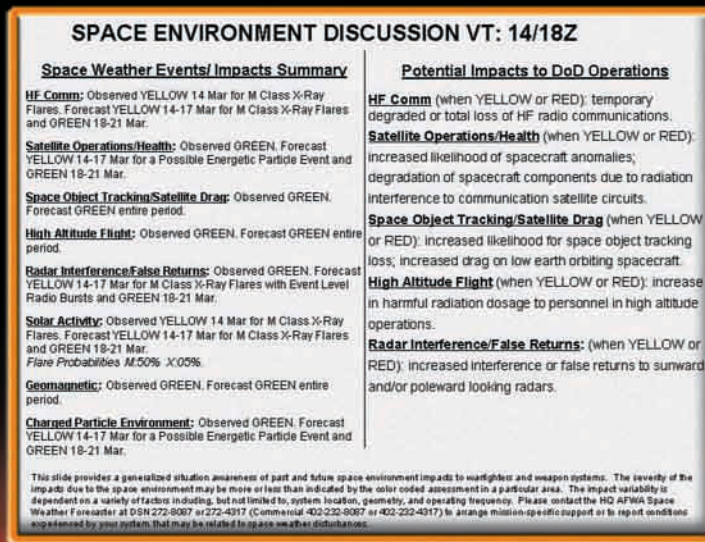 SPACE ENVIRONMENT DISCUSSION VT: 14/18Z
Space Weather Events/ Impacts Summary
HF Comm: Observed YELLOW 14 Mar for M Class X-Ray
Flares. Forecast YELLOW 14-17 Mar for M Class X-Ray Flares
and GREEN 18-21 Mar.
Satellite Operations/Health: Observed GREEN. Forecast
YELLOW 14-17 Mar for a Possible Energetic Particle Event and
GREEN 18-21 Mar.
Space Object Tracking/Satellite Drag: Observed GREEN.
Forecast GREEN entire period.
High Altitude Flight: Observed GREEN. Forecast GREEN entire
period.
Radar Interference/False Returns: Observed GREEN. Forecast
YELLOW 14-17 Mar for M Class X-Ray Flares with Event Level
Radio Bursts and GREEN 18-21 Mar.
Solar Activity: Observed YELLOW 14 Mar for M Class X-Ray
Flares. Forecast YELLOW 14-17 Mar for M Class X-Ray Flares
and GREEN 18-21 Mar.
Flare Probabilities M:50% X:05%.
Geomagnetic: Observed GREEN. Forecast GREEN entire
period.
Charged Particle Environment: Observed GREEN. Forecast
YELLOW 14-17 Mar for a Possible Energetic Particle Event and
GREEN 18-21 Mar.
Potential Impacts to DoD Operations
HF Comm (when YELLOW or RED): temporary
degraded or total loss of HF radio communications.
Satellite Operations/Health (when YELLOW or RED):
increased likelihood of spacecraft anomalies;
degradation of spacecraft components due to radiation
interference to communication satellite circuits.
Space Object Tracking/Satellite Drag (when YELLOW
or RED): increased likelihood for space object tracking
loss; increased drag on low earth orbiting spacecraft.
High Altitude Flight (when YELLOW or RED): increase
in harmful radiation dosage to personnel in high altitude
operations.
Radar Interference/False Returns: (when YELLOW or
RED): increased interference or false returns to sunward
and/or poleward looking radars.
This slide provides a generalized situation awareness of past and future space environment impacts to warfighters and weapon systems. The severity of the
impacts due to the space environment may be more or less than indicated by the color coded assessment in a particular area. The impact variability is
dependent on a variety of factors including, but not limited to, system location, geometry, and operating frequency. Please contact the HQ AFWA Space
Weather Forecaster at DSN 272-8087 or 272-4317 (Commercial 402-232-8087 or 402-232-4317) to arrange mission-specific support or to report conditions
experienced by your system that may be related to space weather disturbances.